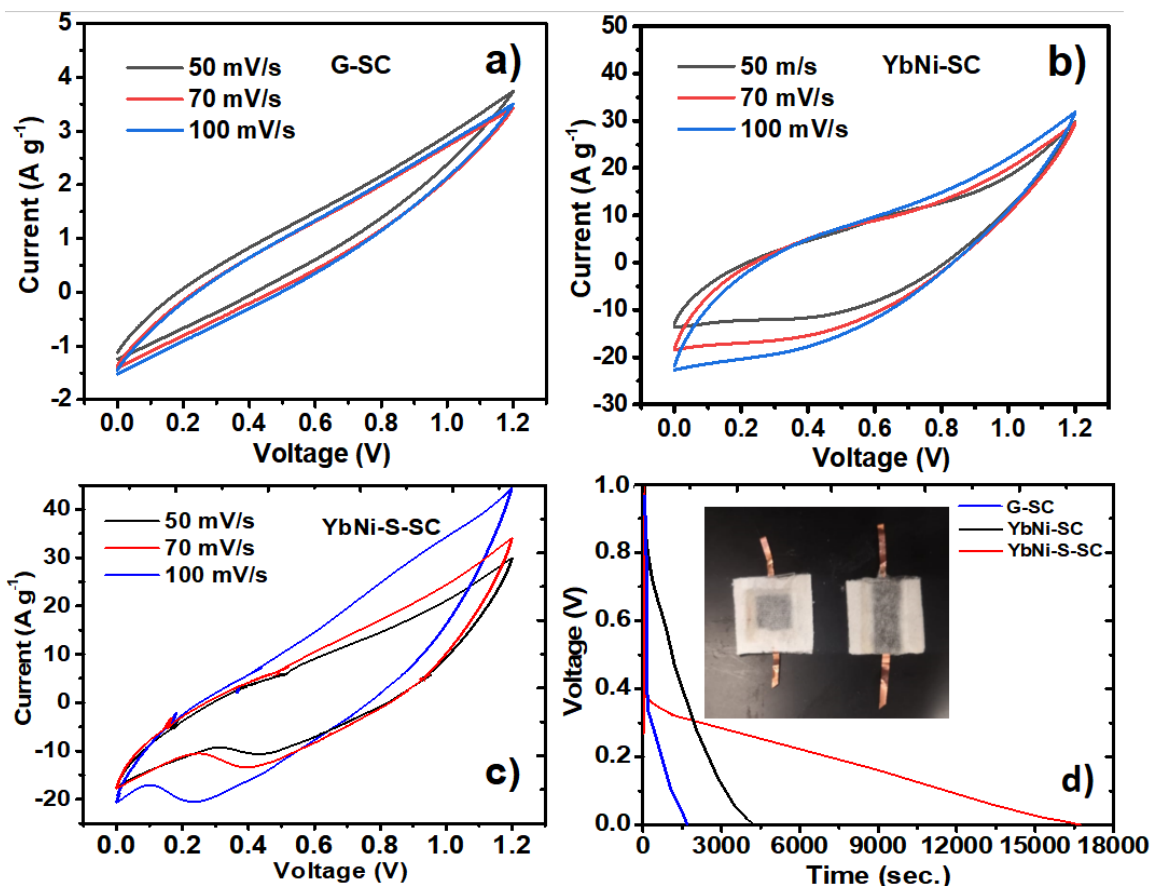 a)
G-SC
50 mV/s
70 mV/s
100 mV/s
Current (A g⁻¹)
5
4
3
2
1
0
-1
-2
0.0 0.2 0.4 0.6 0.8 1.0 1.2
Voltage (V)
b)
YbNi-SC
50 m/s
70 mV/s
100 mV/s
Current (A g⁻¹)
50
40
30
20
10
0
-10
-20
-30
0.0 0.2 0.4 0.6 0.8 1.0 1.2
Voltage (V)
YbNi-S-SC
50 mV/s
70 mV/s
100 mV/s
c)
Current (A g⁻¹)
40
30
20
10
0
-10
-20
0.0 0.2 0.4 0.6 0.8 1.0 1.2
Voltage (V)
G-SC
YbNi-SC
YbNi-S-SC
d)
Voltage (V)
1.0
0.8
0.6
0.4
0.2
0.0
0 3000 6000 9000 12000 15000 18000
Time (sec.)